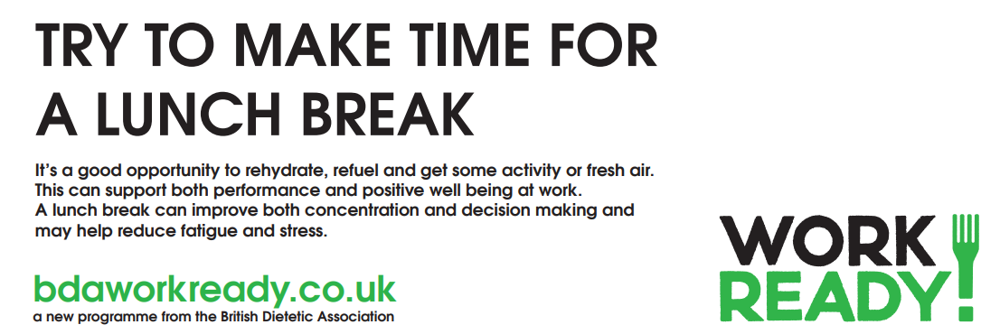 TRY TO MAKE TIME FOR
A LUNCH BREAK
It's a good opportunity to rehydrate, refuel and get some activity or fresh air.
This can support both performance and positive well being at work.
A lunch break can improve both concentration and decision making and
may help reduce fatigue and stress.
bdaworkready.co.uk
a new programme from the British Dietetic Association
WORK
READY!